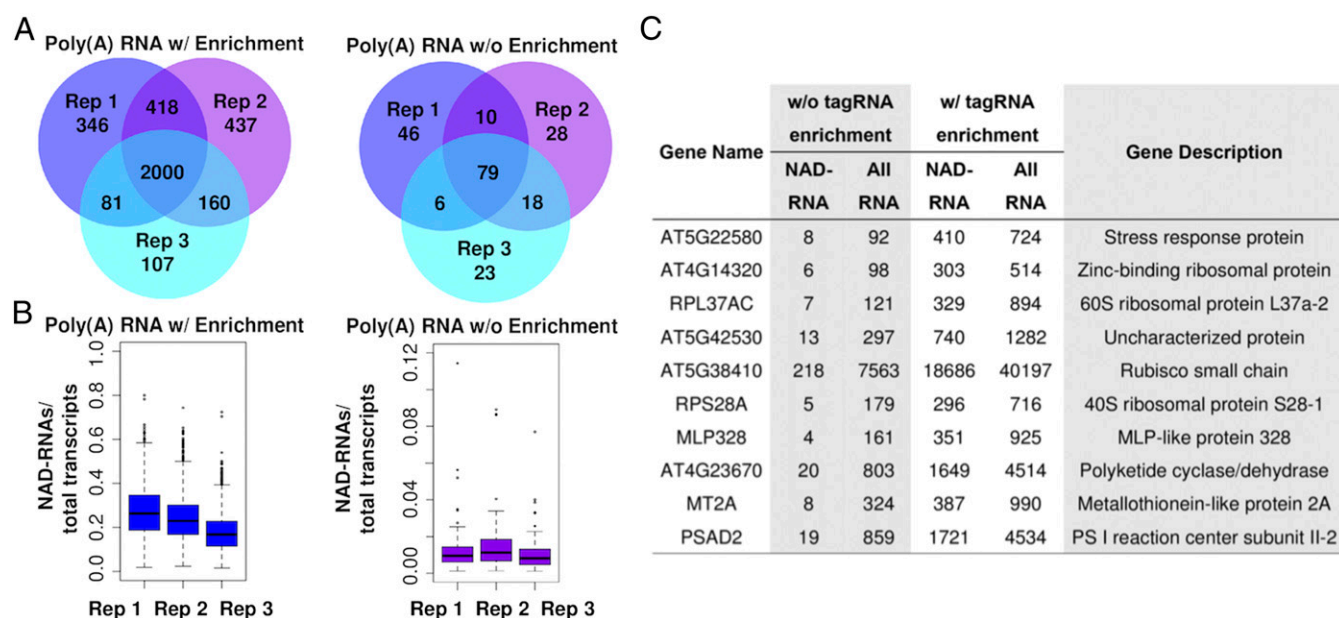 A
Poly(A) RNA w/ Enrichment
Rep 1
346
418
Rep 2
437
2000
81
160
Rep 3
107
Poly(A) RNA w/o Enrichment
Rep 1
46
10
Rep 2
28
79
6
18
Rep 3
23
B
Poly(A) RNA w/ Enrichment
NAD-RNAs/
total transcripts
1.0
0.8
0.6
0.4
0.2
0.0
Rep 1 Rep 2 Rep 3
Poly(A) RNA w/o Enrichment
NAD-RNAs/
total transcripts
0.12
0.08
0.04
0.00
Rep 1 Rep 2 Rep 3
C
Gene Name
w/o tagRNA
enrichment
w/ tagRNA
enrichment
Gene Description
NAD-
RNA
All
RNA
NAD-
RNA
All
RNA
AT5G22580 8 92 410 724 Stress response protein
AT4G14320 6 98 303 514 Zinc-binding ribosomal protein
RPL37AC 7 121 329 894 60S ribosomal protein L37a-2
AT5G42530 13 297 740 1282 Uncharacterized protein
AT5G38410 218 7563 18686 40197 Rubisco small chain
RPS28A 5 179 296 716 40S ribosomal protein S28-1
MLP328 4 161 351 925 MLP-like protein 328
AT4G23670 20 803 1649 4514 Polyketide cyclase/dehydrase
MT2A 8 324 387 990 Metallothionein-like protein 2A
PSAD2 19 859 1721 4534 PS I reaction center subunit II-2